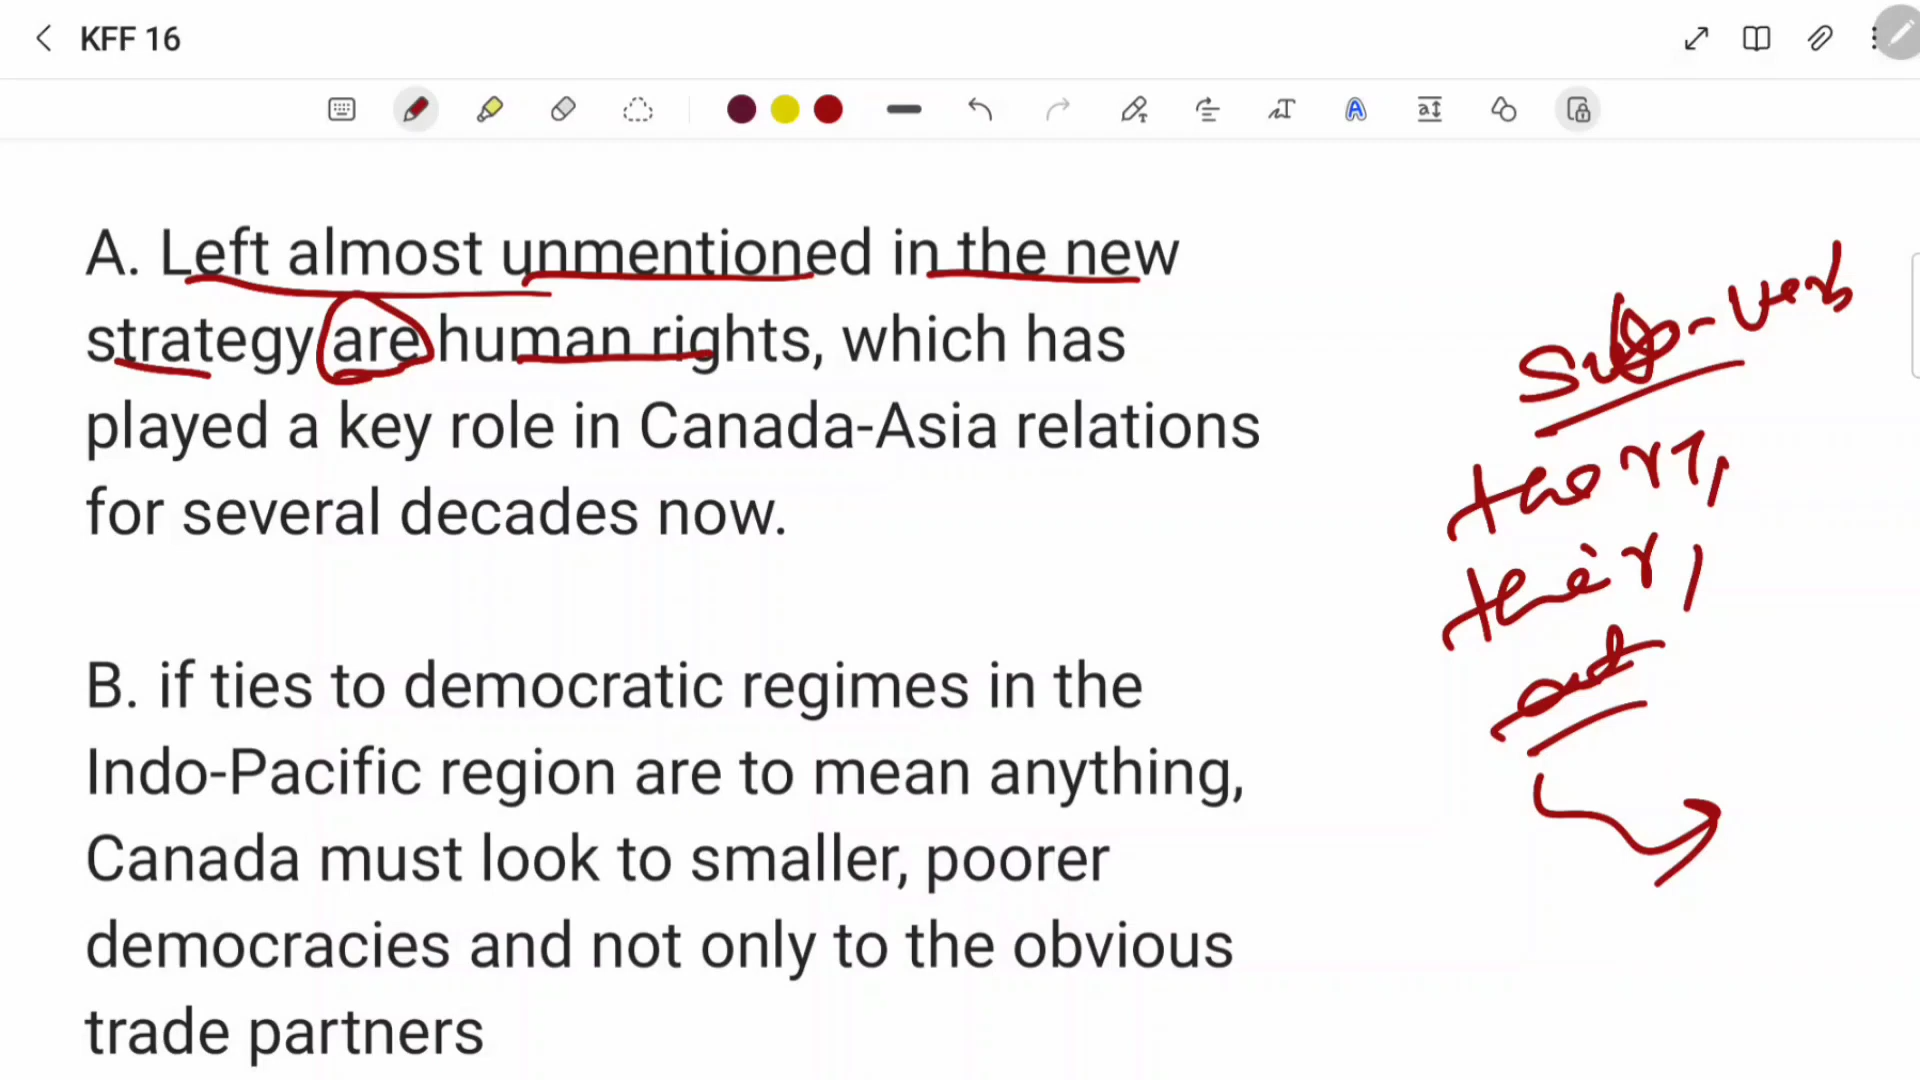 KFF 16
A. Left almost unmentioned in the new
strategy are human rights, which has
played a key role in Canada-Asia relations
for several decades now.
B. if ties to democratic regimes in the
Indo-Pacific region are to mean anything,
Canada must look to smaller, poorer
democracies and not only to the obvious
trade partners
Sub-Verb
their,